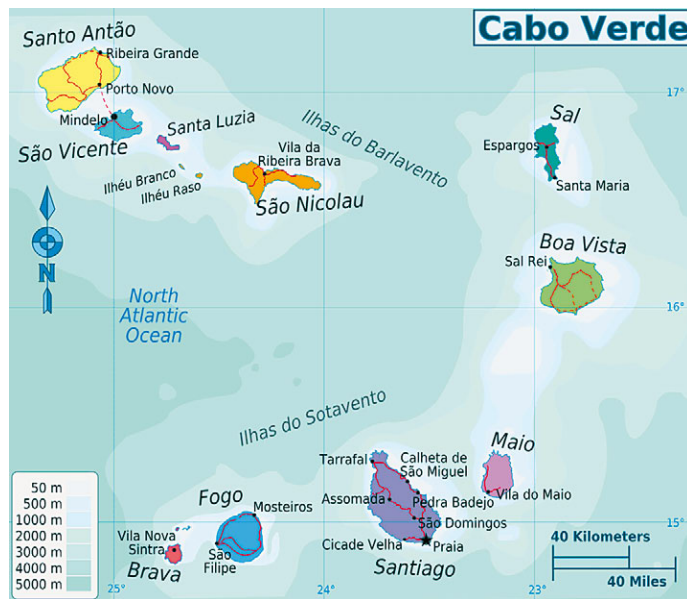 Cabo Verde
Santo Antão
Ribeira Grande
Porto Novo
Mindelo
São Vicente
Santa Luzia
Ilhas do Barlavento
Vila da
Ribeira Brava
Ilhéu Branco
Ilhéu Raso
São Nicolau
Sal
Espargos
Santa Maria
17°
Boa Vista
Sal Rei
N
North
Atlantic
Ocean
16°
Ilhas do Sotavento
Maio
Vila do Maio
Tarrafal
Calheta de
São Miguel
Assomada
Pedra Badejo
São Domingos
Cicade Velha
Praia
Santiago
Fogo
Mosteiros
São
Filipe
Vila Nova
Sintra
Brava
15°
50 m
500 m
1000 m
2000 m
3000 m
4000 m
5000 m
40 Kilometers
40 Miles
25°
24°
23°